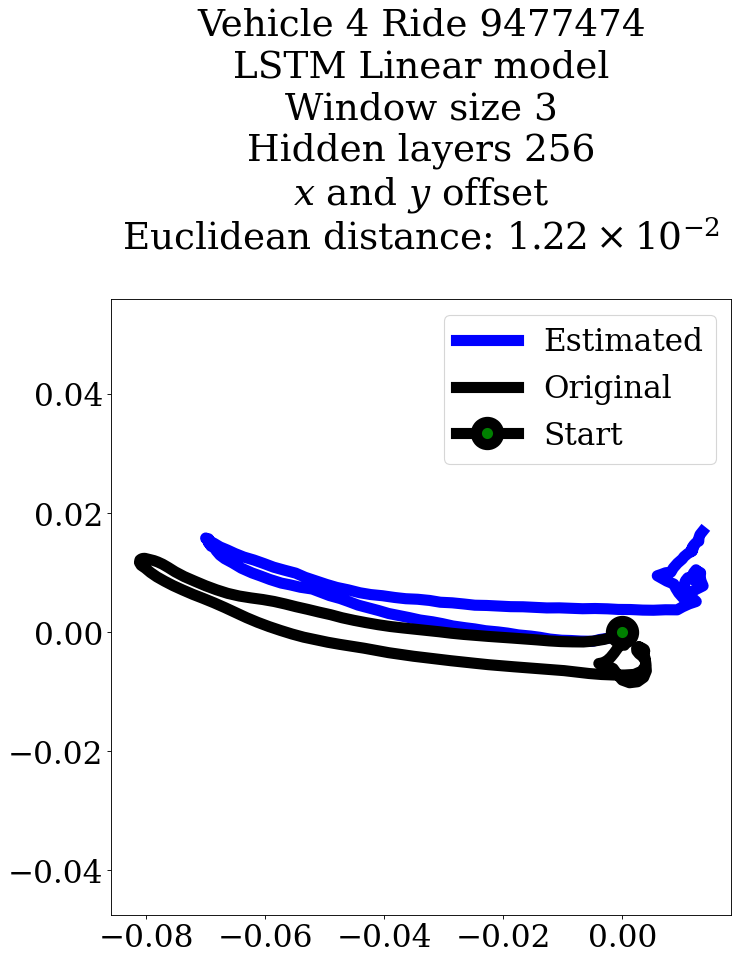 Vehicle 4 Ride 9477474
LSTM Linear model
Window size 3
Hidden layers 256
x and y offset
Euclidean distance: 1.22 × 10⁻²
Estimated
Original
Start
0.04
0.02
0.00
−0.02
−0.04
−0.08 −0.06 −0.04 −0.02 0.00